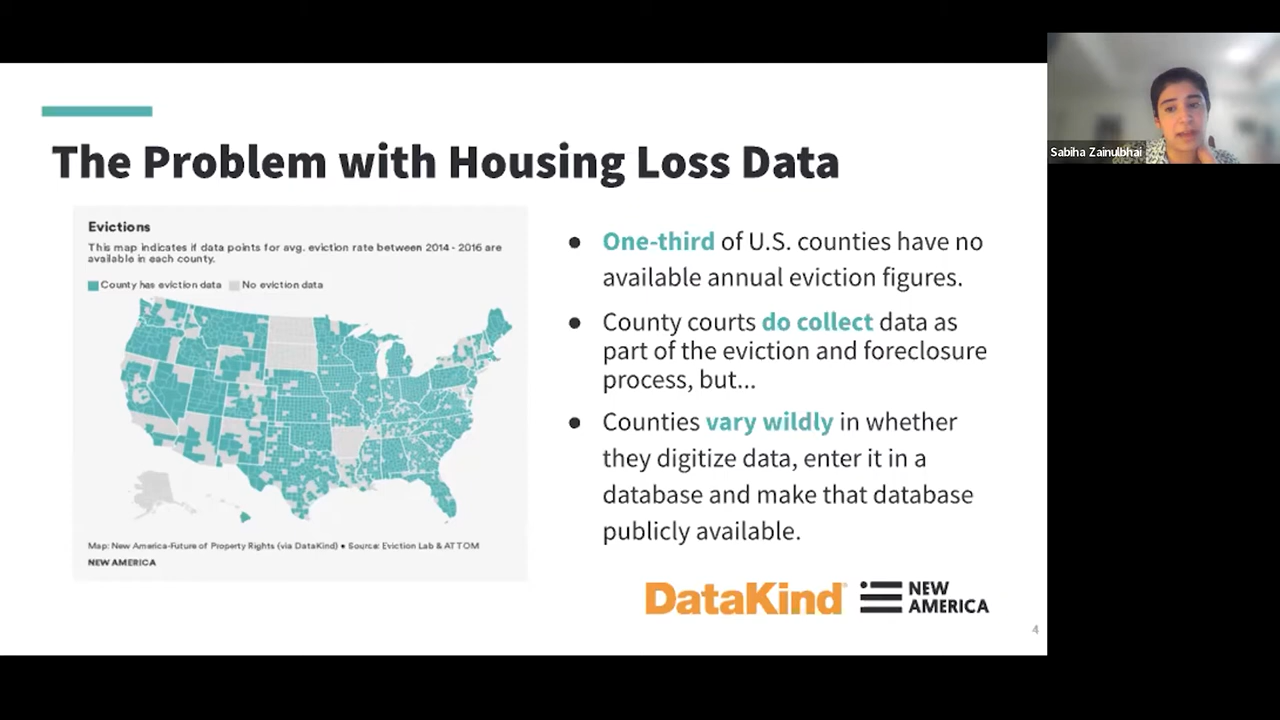 The Problem with Housing Loss Data
Evictions
This map indicates if data points for avg. eviction rate between 2014 - 2016 are
available in each county.
County has eviction data No eviction data
Map: New America-Future of Property Rights (via DataKind) • Source: Eviction Lab & ATTOM
NEW AMERICA
● One-third of U.S. counties have no
available annual eviction figures.
● County courts do collect data as
part of the eviction and foreclosure
process, but...
● Counties vary wildly in whether
they digitize data, enter it in a
database and make that database
publicly available.
DataKind
NEW
AMERICA
4
Sabiha Zainulbhai